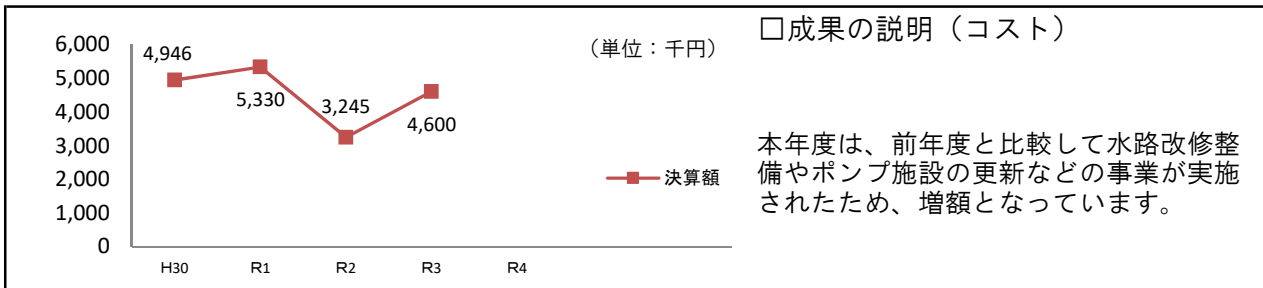 6,000
5,000
4,000
3,000
2,000
1,000
0
4,946
5,330
3,245
4,600
（単位：千円）
決算額
H30
R1
R2
R3
R4
□成果の説明（コスト）
本年度は、前年度と比較して水路改修整
備やポンプ施設の更新などの事業が実施
されたため、増額となっています。